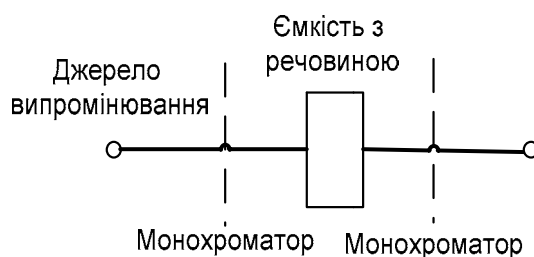 Ємкість з
речовиною
Джерело
випромінювання
Монохроматор
Монохроматор